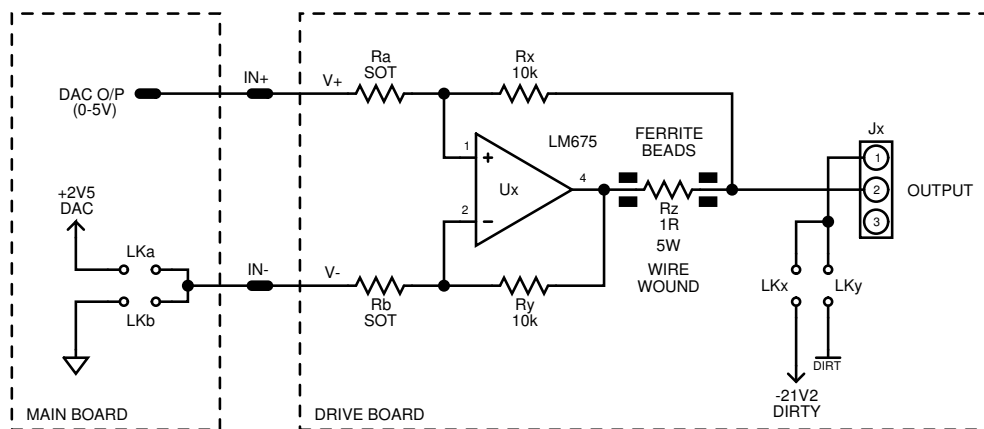 DAC O/P
(0-5V)
IN+
V+
Ra
SOT
Rx
10k
LM675
FERRITE
BEADS
Jx
1
+
Ux
4
2
−
1
2
3
OUTPUT
Rz
1R
5W
WIRE
WOUND
+2V5
DAC
LKa
LKb
IN-
V-
Rb
SOT
Ry
10k
LKx
LKy
DIRT
-21V2
DIRTY
MAIN BOARD
DRIVE BOARD